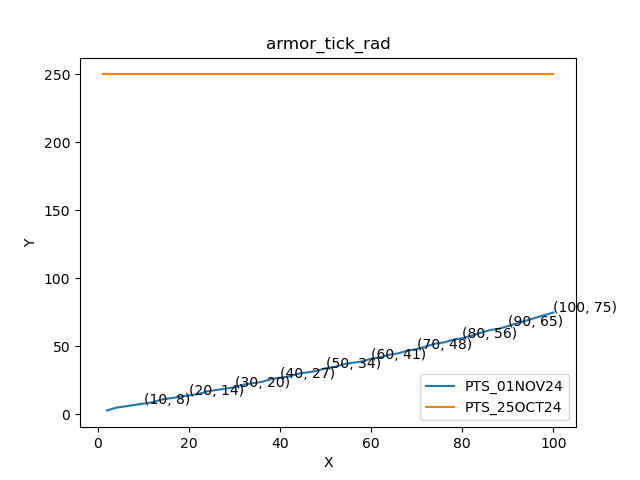 armor_tick_rad
250
200
150
100
50
0
Y
(10, 8)
(20, 14)
(30, 20)
(40, 27)
(50, 34)
(60, 41)
(70, 48)
(80, 56)
(90, 65)
(100, 75)
PTS_01NOV24
PTS_25OCT24
0 20 40 60 80 100
X